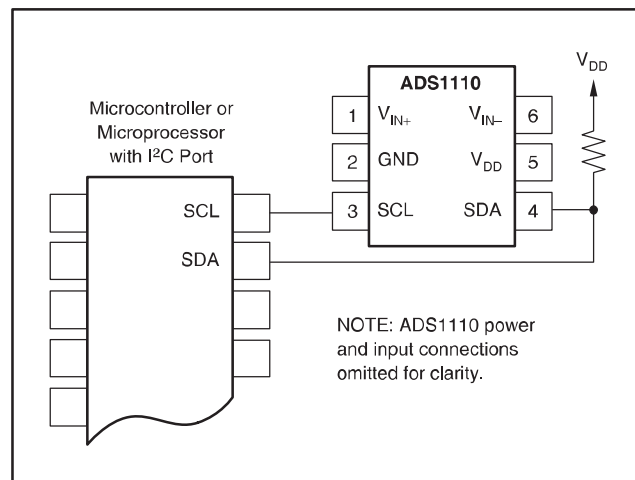 V_DD
ADS1110
Microcontroller or
Microprocessor
with I²C Port
1 V_IN+ V_IN– 6
2 GND V_DD 5
SCL 3 SCL SDA 4
SDA
NOTE: ADS1110 power
and input connections
omitted for clarity.